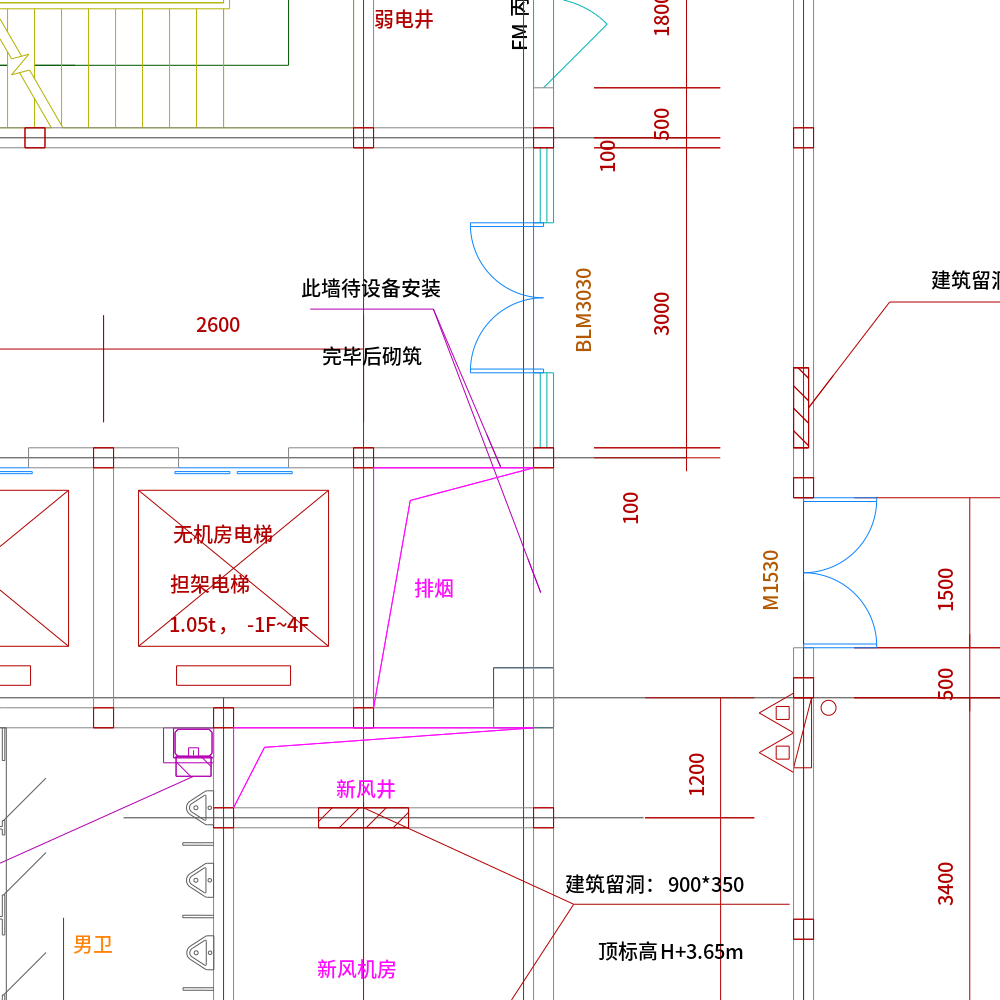 弱电井
FM 丙
1800
500
100
建筑留洞
此墙待设备安装
2600
完毕后砌筑
BLM3030
3000
100
无机房电梯
担架电梯
1.05t， -1F~4F
排烟
M1530
1500
500
1200
新风井
建筑留洞： 900*350
3400
男卫
顶标高H+3.65m
新风机房